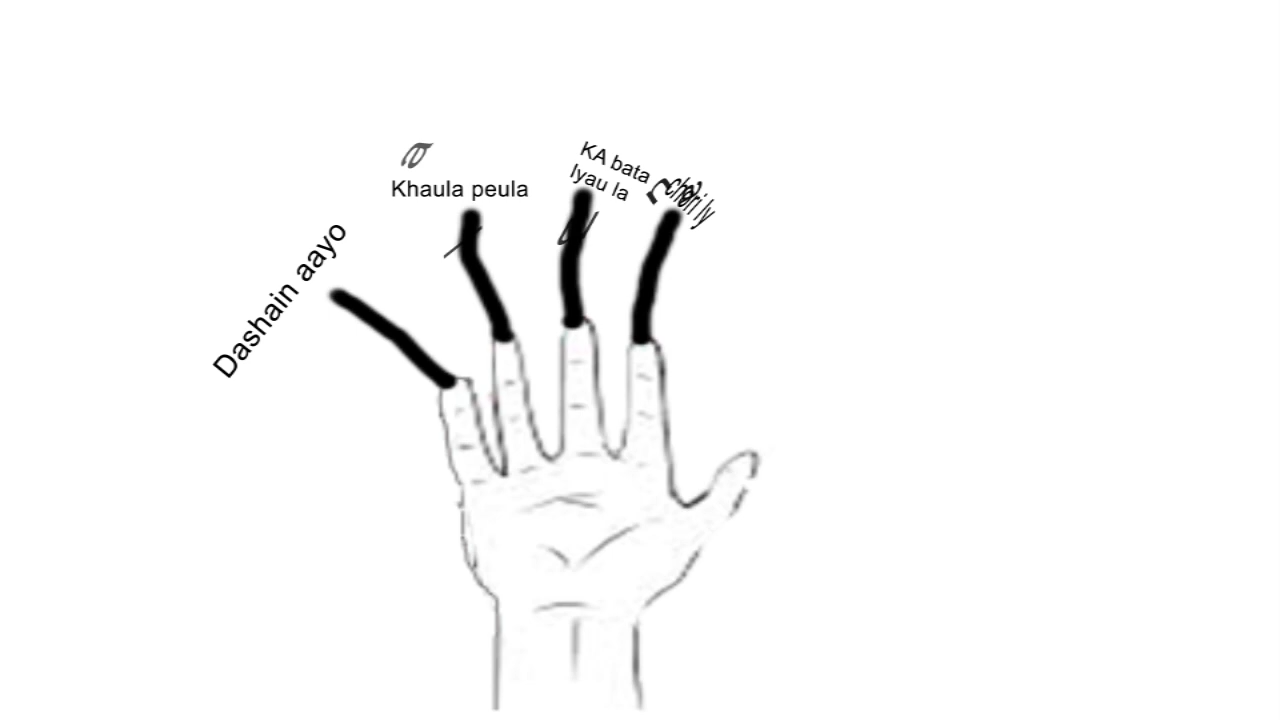 Dashain aayo
a
Khaula peula
KA bata
lyau la